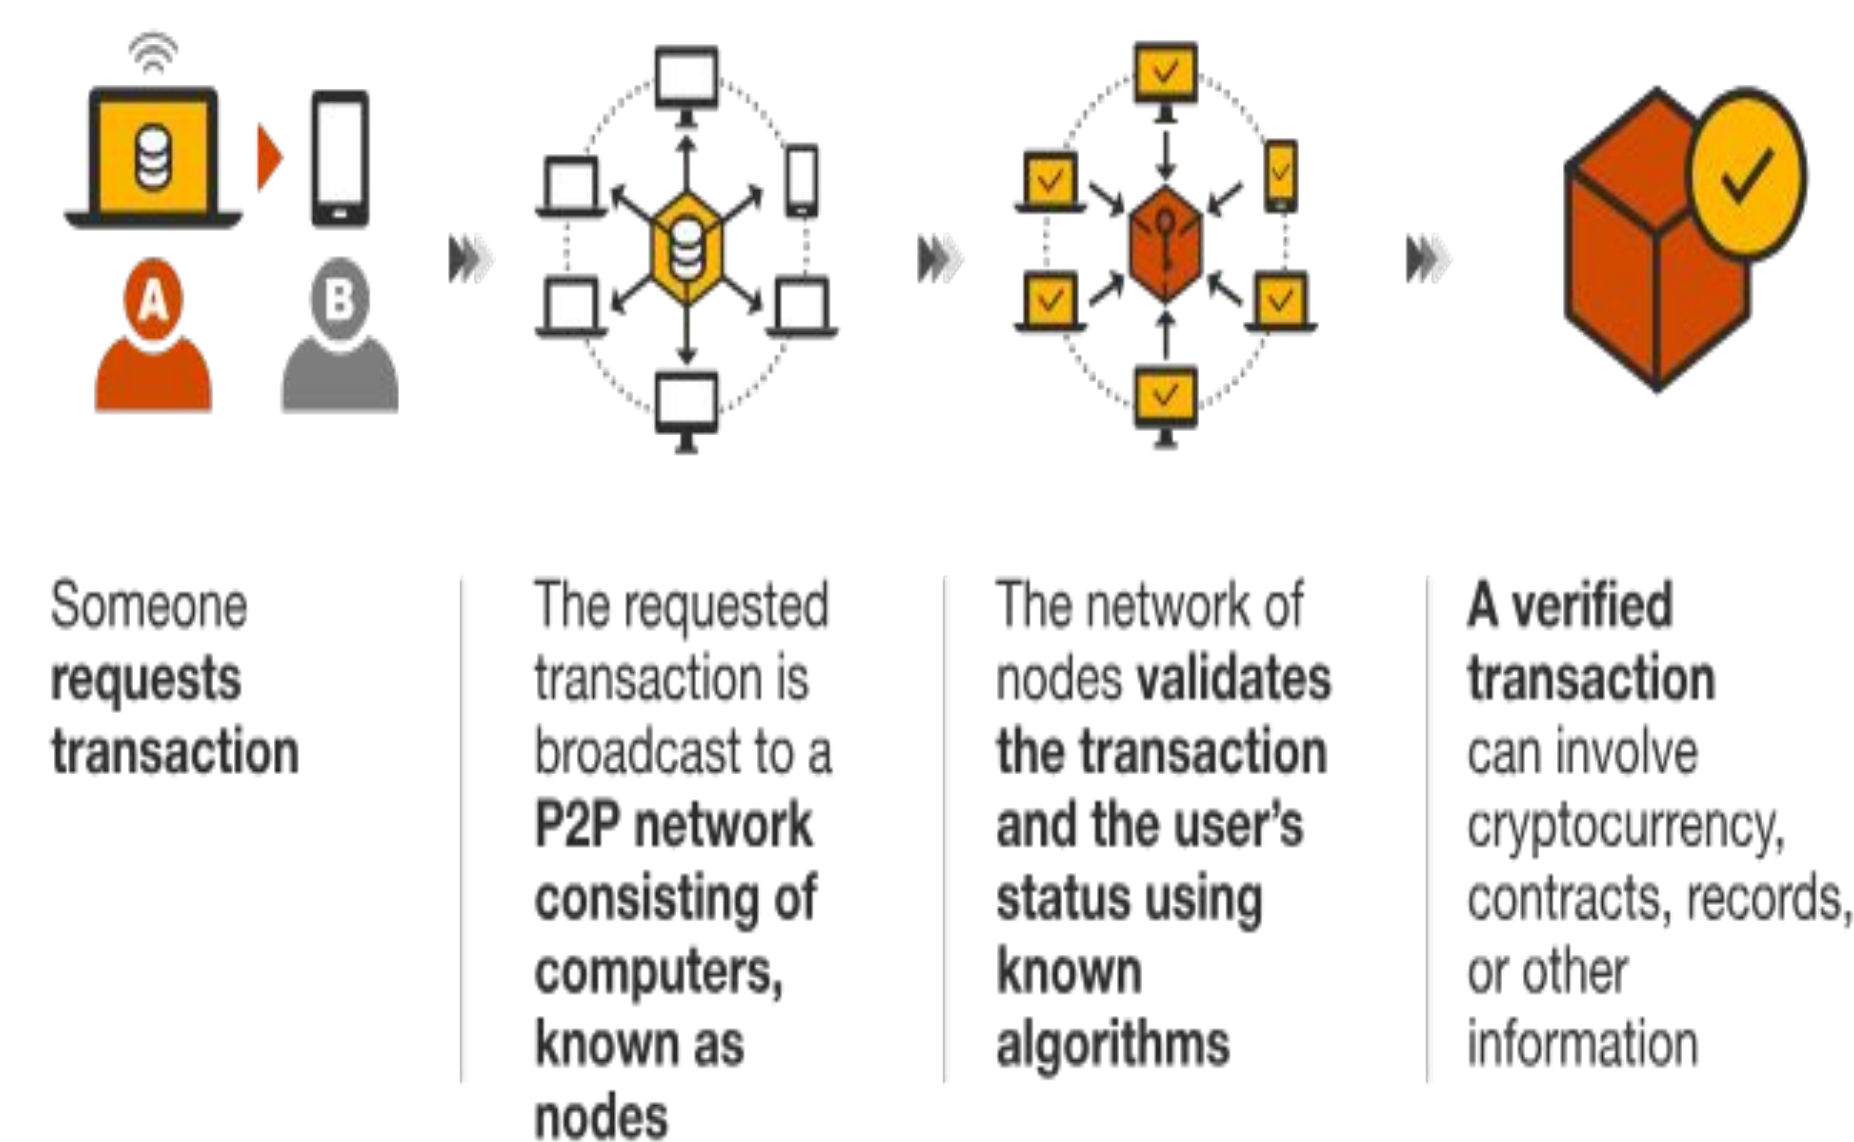 A
B
Someone
requests
transaction
The requested
transaction is
broadcast to a
P2P network
consisting of
computers,
known as
nodes
The network of
nodes validates
the transaction
and the user’s
status using
known
algorithms
A verified
transaction
can involve
cryptocurrency,
contracts, records,
or other
information